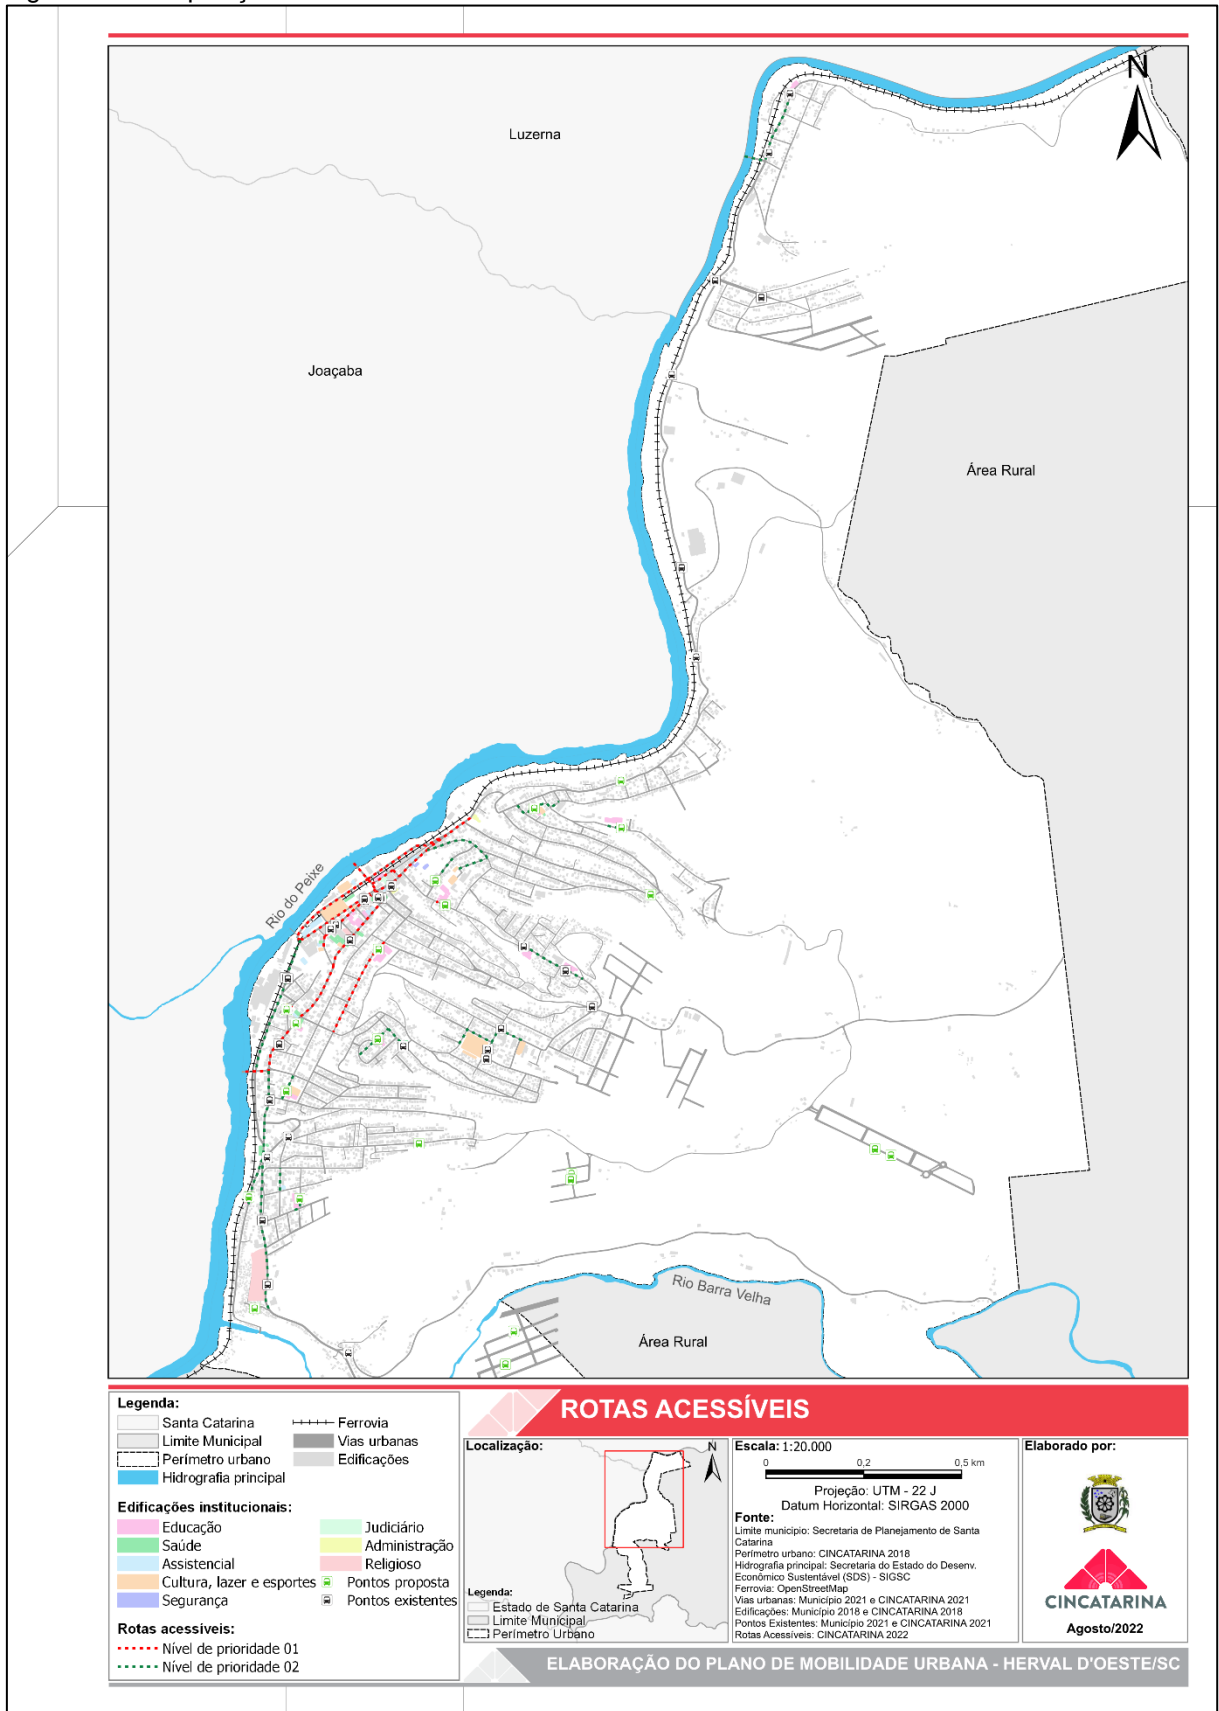 N
Luzerna
Joaçaba
Área Rural
Rio do Peixe
Rio Barra Velha
Área Rural
Legenda:
Santa Catarina
Limite Municipal
Perímetro urbano
Hidrografia principal
Ferrovia
Vias urbanas
Edificações
Edificações institucionais:
Educação
Saúde
Assistencial
Cultura, lazer e esportes
Segurança
Judiciário
Administração
Religioso
Pontos proposta
Pontos existentes
Rotas acessíveis:
Nível de prioridade 01
Nível de prioridade 02
ROTAS ACESSÍVEIS
Localização:
N
Legenda:
Estado de Santa Catarina
Limite Municipal
Perímetro Urbano
Escala: 1:20.000
0 0,2 0,5 km
Projeção: UTM - 22 J
Datum Horizontal: SIRGAS 2000
Fonte:
Limite município: Secretaria de Planejamento de Santa
Catarina
Perímetro urbano: CINCATARINA 2018
Hidrografia principal: Secretaria do Estado do Desenv.
Econômico Sustentável (SDS) - SIGSC
Ferrovia: OpenStreetMap
Vias urbanas: Município 2021 e CINCATARINA 2021
Edificações: Município 2018 e CINCATARINA 2018
Pontos Existentes: Município 2021 e CINCATARINA 2021
Rotas Acessíveis: CINCATARINA 2022
Elaborado por:
CINCATARINA
Agosto/2022
ELABORAÇÃO DO PLANO DE MOBILIDADE URBANA - HERVAL D'OESTE/SC